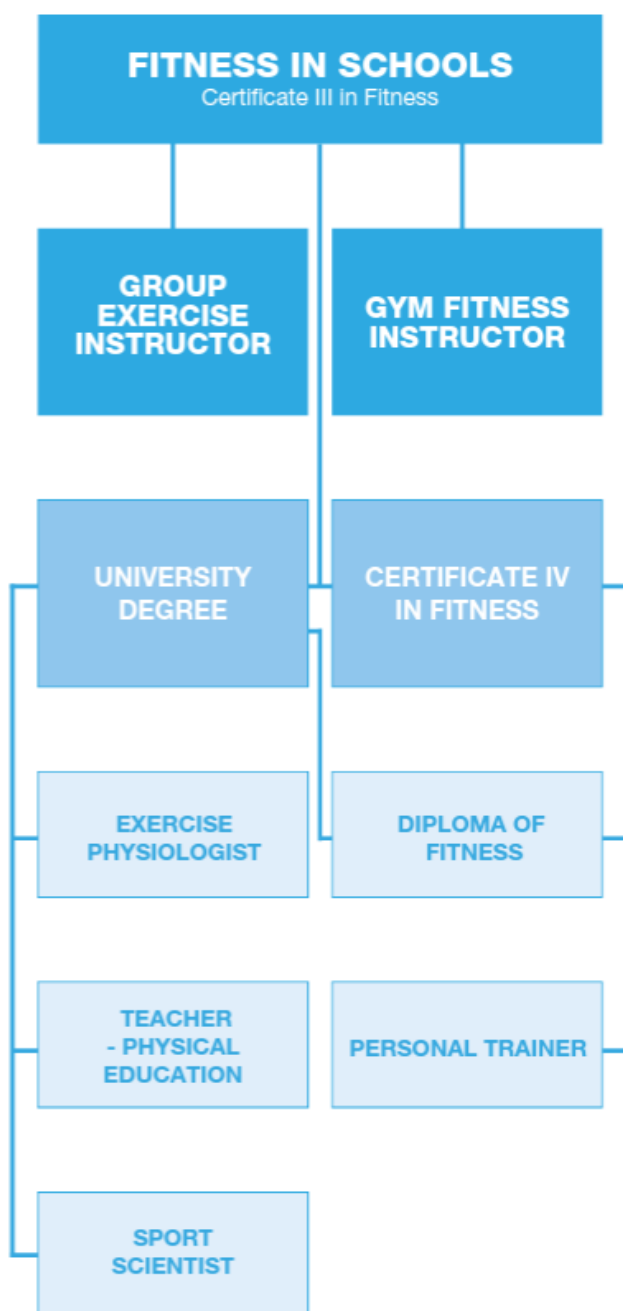 FITNESS IN SCHOOLS
Certificate III in Fitness
GROUP
EXERCISE
INSTRUCTOR
GYM FITNESS
INSTRUCTOR
UNIVERSITY
DEGREE
CERTIFICATE IV
IN FITNESS
EXERCISE
PHYSIOLOGIST
DIPLOMA OF
FITNESS
TEACHER
- PHYSICAL
EDUCATION
PERSONAL TRAINER
SPORT
SCIENTIST